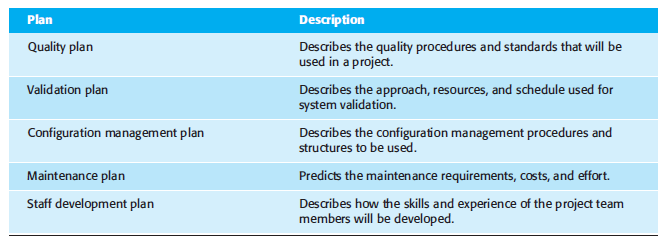 Plan Description
Quality plan Describes the quality procedures and standards that will be
used in a project.
Validation plan Describes the approach, resources, and schedule used for
system validation.
Configuration management plan Describes the configuration management procedures and
structures to be used.
Maintenance plan Predicts the maintenance requirements, costs, and effort.
Staff development plan Describes how the skills and experience of the project team
members will be developed.